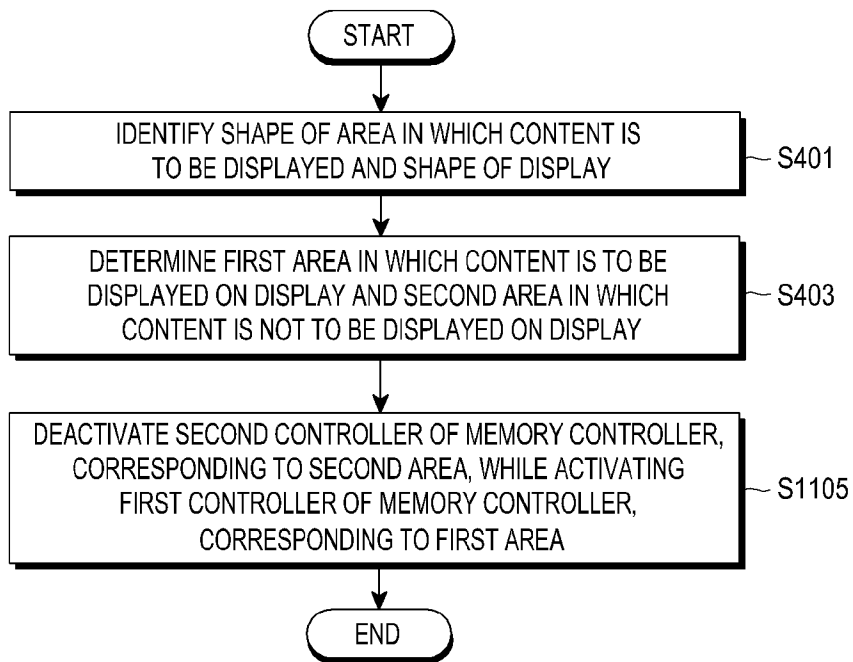 START
IDENTIFY SHAPE OF AREA IN WHICH CONTENT IS
TO BE DISPLAYED AND SHAPE OF DISPLAY
S401
DETERMINE FIRST AREA IN WHICH CONTENT IS TO BE
DISPLAYED ON DISPLAY AND SECOND AREA IN WHICH
CONTENT IS NOT TO BE DISPLAYED ON DISPLAY
S403
DEACTIVATE SECOND CONTROLLER OF MEMORY CONTROLLER,
CORRESPONDING TO SECOND AREA, WHILE ACTIVATING
FIRST CONTROLLER OF MEMORY CONTROLLER,
CORRESPONDING TO FIRST AREA
S1105
END